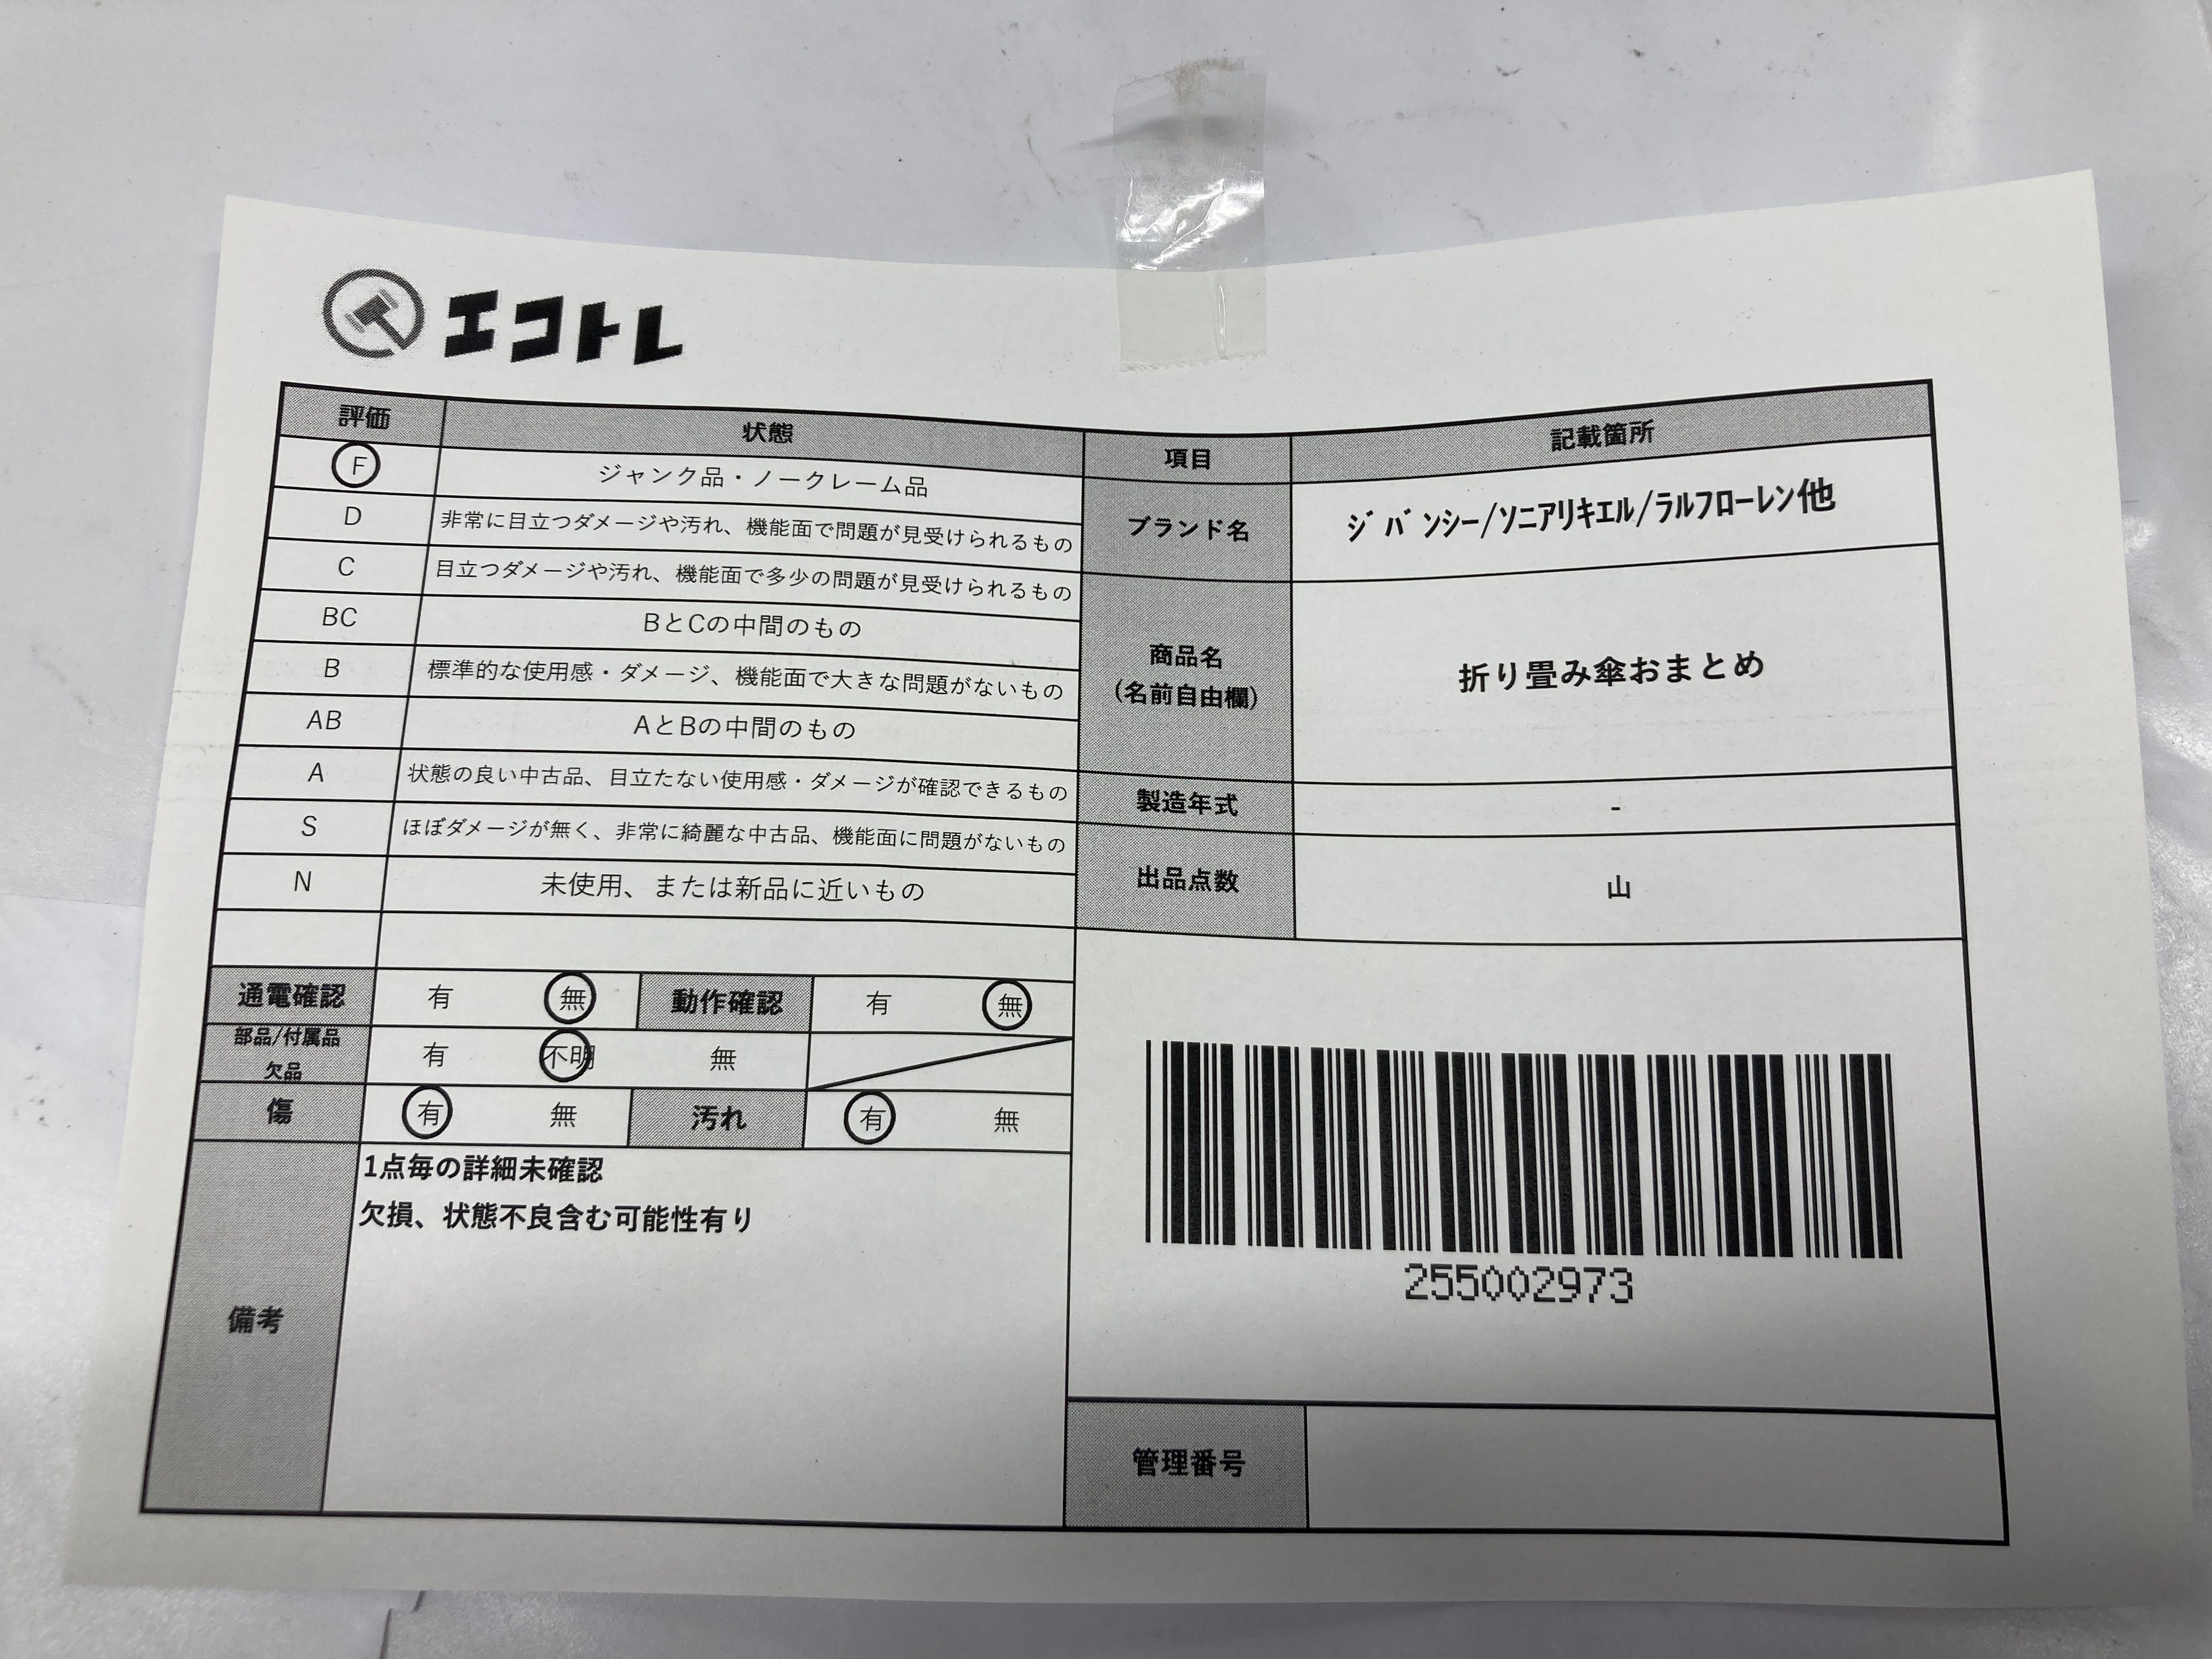 エコトレ
評価 状態
F ジャンク品・ノークレーム品
D 非常に目立つダメージや汚れ、機能面で問題が見受けられるもの
C 目立つダメージや汚れ、機能面で多少の問題が見受けられるもの
BC BとCの中間のもの
B 標準的な使用感・ダメージ、機能面で大きな問題がないもの
AB AとBの中間のもの
A 状態の良い中古品、目立たない使用感・ダメージが確認できるもの
S ほぼダメージが無く、非常に綺麗な中古品、機能面に問題がないもの
N 未使用、または新品に近いもの
通電確認 有 無 動作確認 有 無
部品/付属品
欠品 有 不明 無
傷 有 無 汚れ 有 無
備考
1点毎の詳細未確認
欠損、状態不良含む可能性有り
項目 記載箇所
ブランド名 ジバンシー/ソニアリキエル/ラルフローレン他
商品名
(名前自由欄) 折り畳み傘おまとめ
製造年式 -
出品点数 山
255002973
管理番号